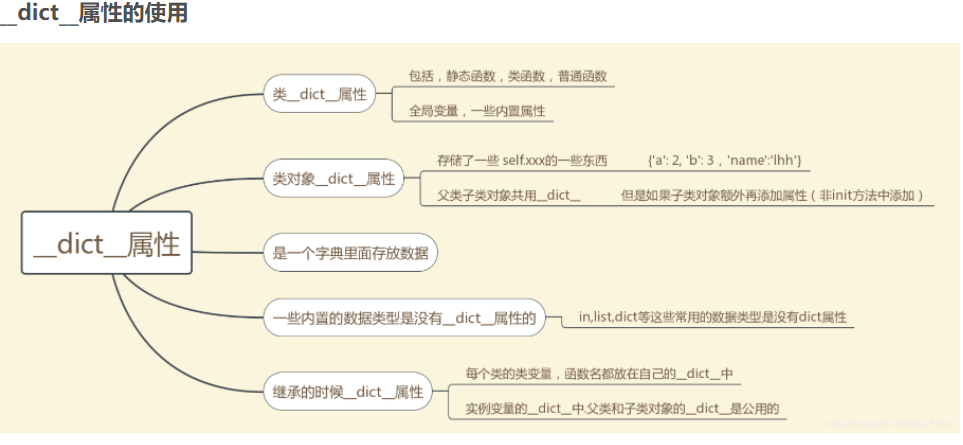 __dict__属性的使用
类__dict__属性
包括，静态函数，类函数，普通函数
全局变量，一些内置属性
类对象__dict__属性
存储了一些 self.xxx的一些东西 {'a': 2, 'b': 3，'name':'lhh'}
父类子类对象共用__dict__ 但是如果子类对象额外再添加属性（非init方法中添加）
__dict__属性
是一个字典里面存放数据
一些内置的数据类型是没有__dict__属性的
in,list,dict等这些常用的数据类型是没有dict属性
继承的时候__dict__属性
每个类的类变量，函数名都放在自己的__dict__中
实例变量的__dict__中.父类和子类对象的__dict__是公用的